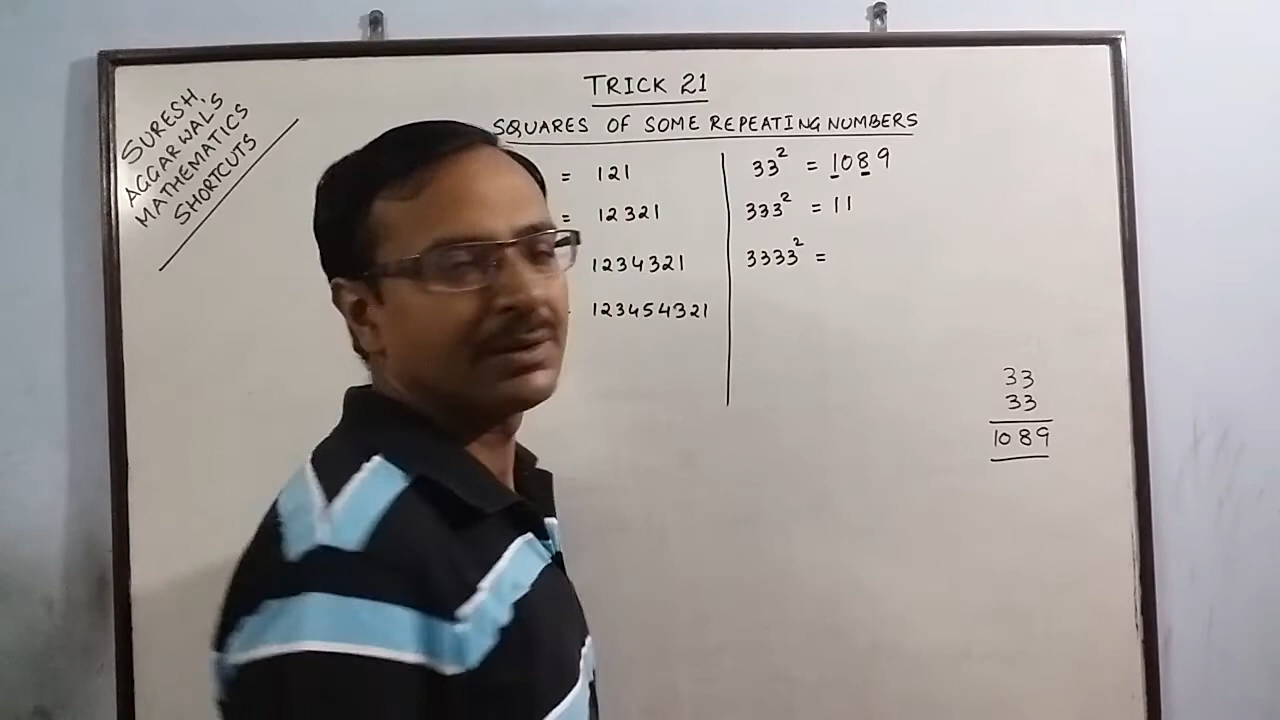 SURESH
AGGARWAL'S
MATHEMATICS
SHORTCUTS
TRICK 21
SQUARES OF SOME REPEATING NUMBERS
= 121
= 12321
1234321
123454321
33² = 1089
333² = 11
3333² =
33
33
1089